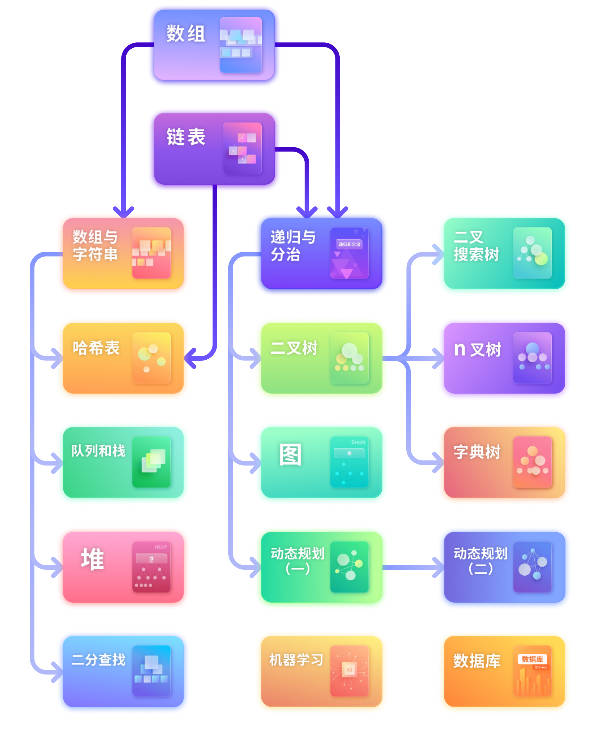 数组
链表
数组与
字符串
递归与
分治
二叉
搜索树
哈希表
二叉树
n 叉树
队列和栈
图
字典树
堆
动态规划
（一）
动态规划
（二）
二分查找
机器学习
数据库
数据库